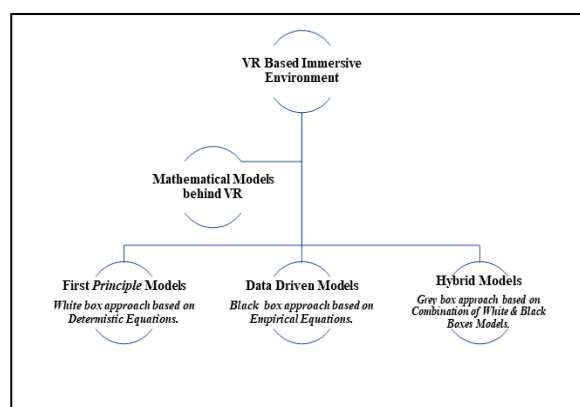 VR Based Immersive
Environment
Mathematical Models
behind VR
First Principle Models
White box approach based on
Determistic Equations.
Data Driven Models
Black box approach based on
Empirical Equations.
Hybrid Models
Grey box approach based on
Combination of White & Black
Boxes Models.